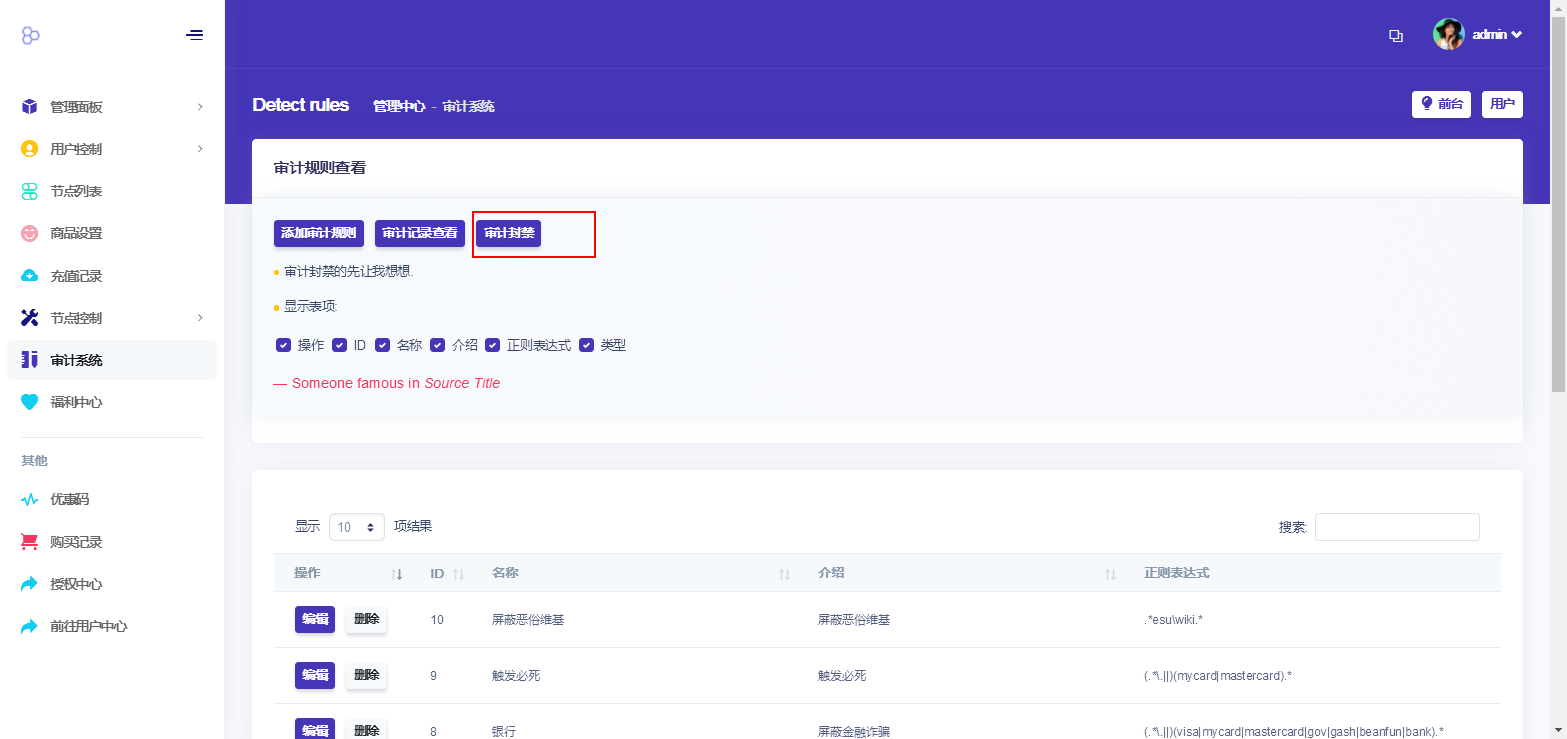 admin
管理面板
用户控制
节点列表
商品设置
充值记录
节点控制
审计系统
福利中心
其他
优惠码
购买记录
授权中心
前往用户中心
Detect rules 管理中心 - 审计系统
前台 用户
审计规则查看
添加审计规则 审计记录查看 审计封禁
审计封禁的先让我想想.
显示表项:
操作 ID 名称 介绍 正则表达式 类型
— Someone famous in Source Title
显示 10 项结果 搜索:
操作 ID 名称 介绍 正则表达式
编辑 删除 10 屏蔽恶俗维基 屏蔽恶俗维基 .*esu\wiki.*
编辑 删除 9 触发必死 触发必死 (.*\.||)(mycard|mastercard).*
编辑 删除 8 银行 屏蔽金融诈骗 (.*\.||)(visa|mycard|mastercard|gov|gash|beanfun|bank).*